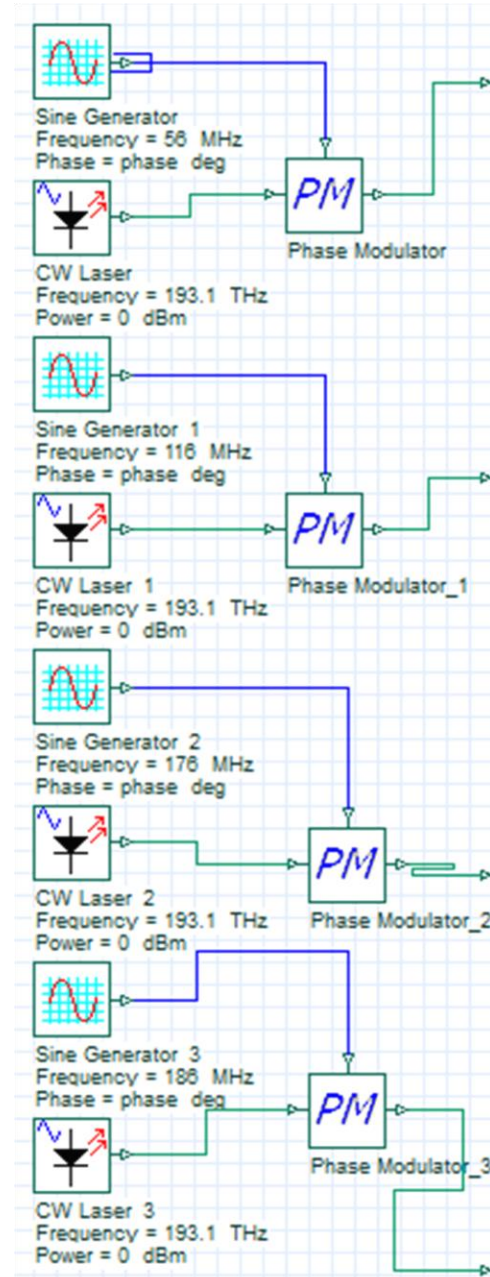 Sine Generator
Frequency = 56 MHz
Phase = phase deg
PM
Phase Modulator
CW Laser
Frequency = 193.1 THz
Power = 0 dBm
Sine Generator 1
Frequency = 116 MHz
Phase = phase deg
PM
CW Laser 1
Phase Modulator_1
Frequency = 193.1 THz
Power = 0 dBm
Sine Generator 2
Frequency = 176 MHz
Phase = phase deg
PM
CW Laser 2
Frequency = 193.1 THz
Phase Modulator_2
Power = 0 dBm
Sine Generator 3
Frequency = 186 MHz
Phase = phase deg
PM
Phase Modulator_3
CW Laser 3
Frequency = 193.1 THz
Power = 0 dBm